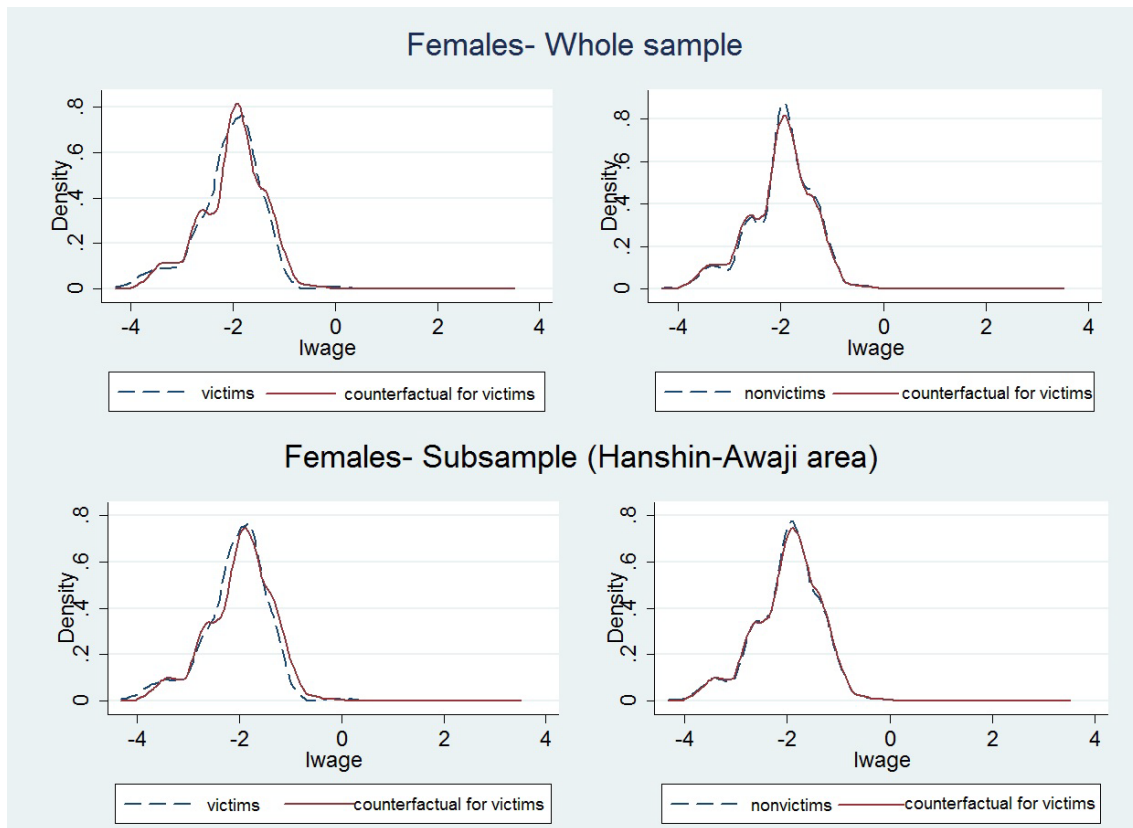 Females- Whole sample
Density
0 .2 .4 .6 .8
-4 -2 0 2 4
lwage
victims counterfactual for victims
Density
0 .2 .4 .6 .8
-4 -2 0 2 4
lwage
nonvictims counterfactual for victims
Females- Subsample (Hanshin-Awaji area)
Density
0 .2 .4 .6 .8
-4 -2 0 2 4
lwage
victims counterfactual for victims
Density
0 .2 .4 .6 .8
-4 -2 0 2 4
lwage
nonvictims counterfactual for victims